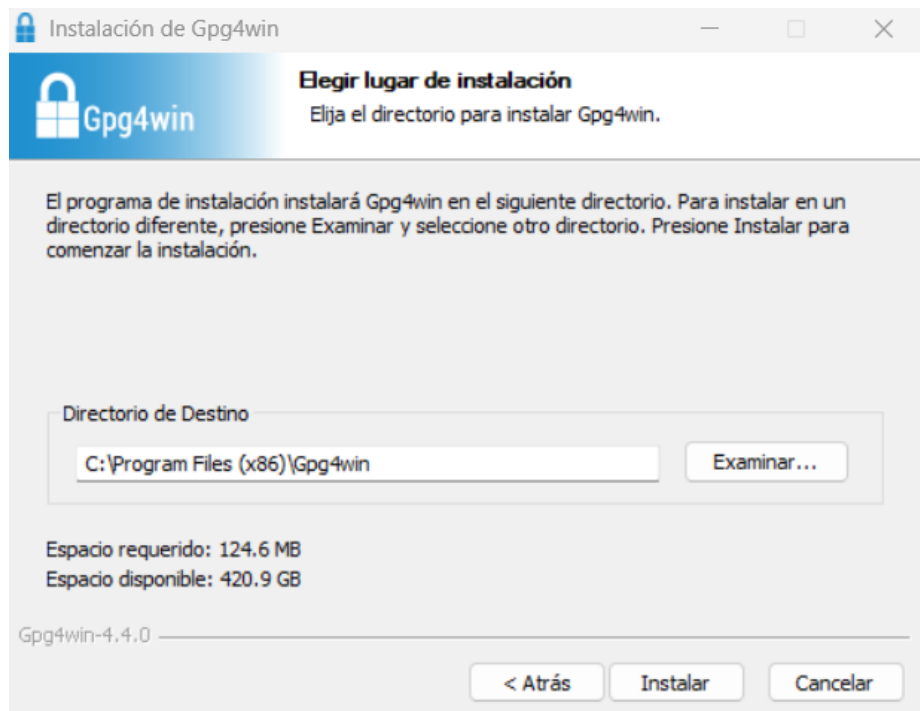 Instalación de Gpg4win
Gpg4win
Elegir lugar de instalación
Elija el directorio para instalar Gpg4win.
El programa de instalación instalará Gpg4win en el siguiente directorio. Para instalar en un
directorio diferente, presione Examinar y seleccione otro directorio. Presione Instalar para
comenzar la instalación.
Directorio de Destino
C:\Program Files (x86)\Gpg4win
Examinar...
Espacio requerido: 124.6 MB
Espacio disponible: 420.9 GB
Gpg4win-4.4.0
< Atrás
Instalar
Cancelar